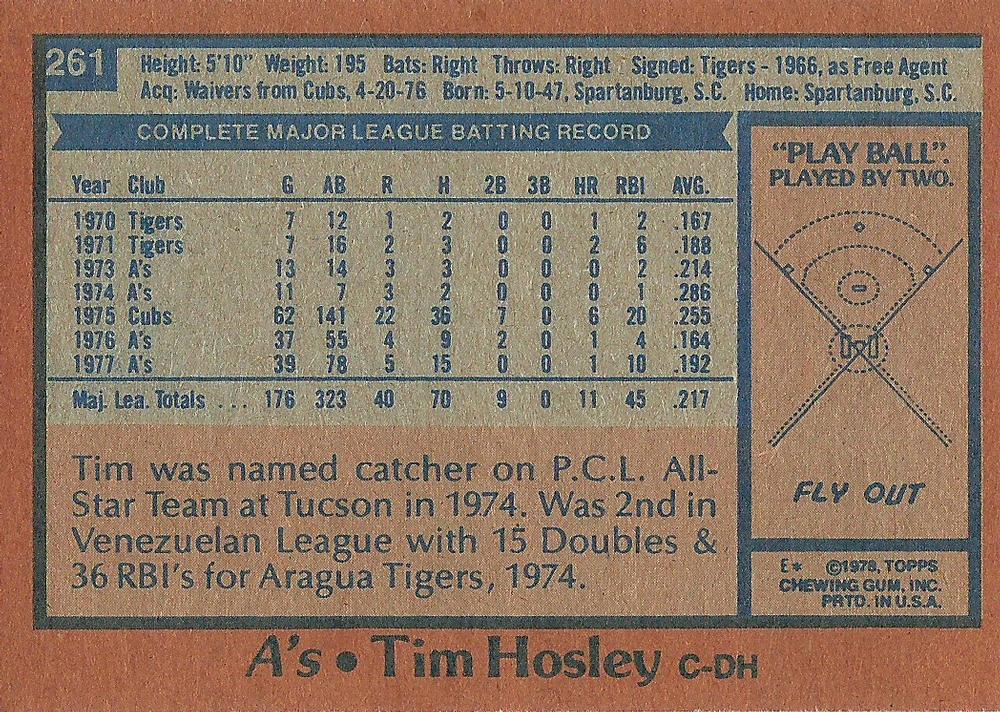 261
Height: 5'10" Weight: 195 Bats: Right Throws: Right Signed: Tigers - 1966, as Free Agent
Acq: Waivers from Cubs, 4-20-76 Born: 5-10-47, Spartanburg, S.C. Home: Spartanburg, S.C.
COMPLETE MAJOR LEAGUE BATTING RECORD
Year Club G AB R H 2B 3B HR RBI AVG.
1970 Tigers 7 12 1 2 0 0 1 2 .167
1971 Tigers 7 16 2 3 0 0 2 6 .188
1973 A's 13 14 3 3 0 0 0 2 .214
1974 A's 11 7 3 2 0 0 0 1 .286
1975 Cubs 62 141 22 36 7 0 6 20 .255
1976 A's 37 55 4 9 2 0 1 4 .164
1977 A's 39 78 5 15 0 0 1 10 .192
Maj. Lea. Totals ... 176 323 40 70 9 0 11 45 .217
Tim was named catcher on P.C.L. All-
Star Team at Tucson in 1974. Was 2nd in
Venezuelan League with 15 Doubles &
36 RBI's for Aragua Tigers, 1974.
"PLAY BALL".
PLAYED BY TWO.
FLY OUT
E* ©1978, TOPPS
CHEWING GUM, INC.
PRTD. IN U.S.A.
A's • Tim Hosley C-DH